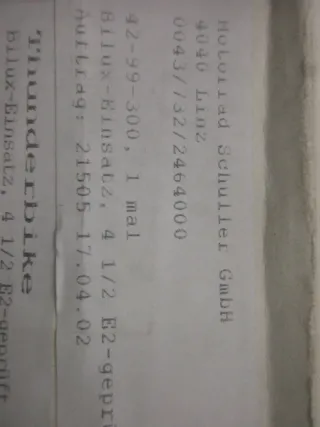 Motorrad Schuller GmbH
4040 Linz
0043/732/2464000
42-99-300, 1 mal
Bilux-Einsatz, 4 1/2 E2-gepr
Auftrag: 21505 17.04.02
Thunderbike
Bilux-Einsatz, 4 1/2 E2-geprüft